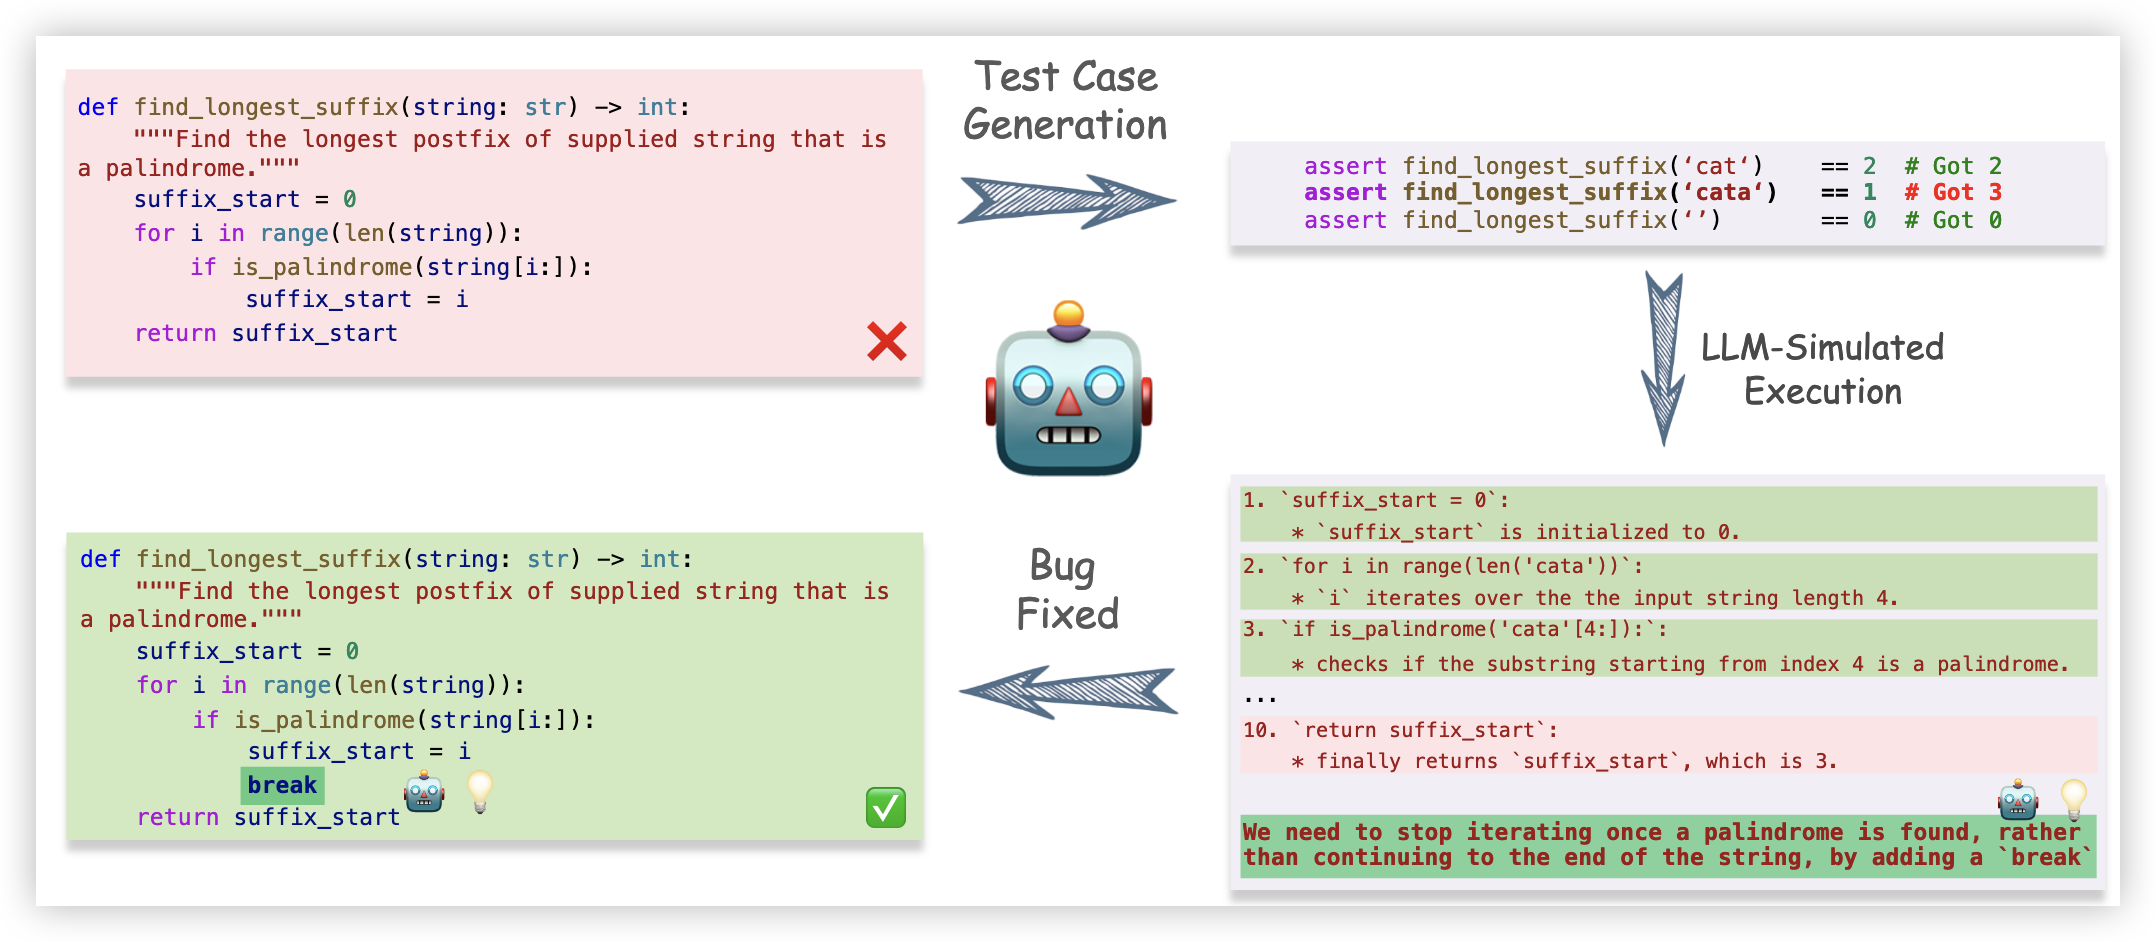 def find_longest_suffix(string: str) -> int:
    """Find the longest postfix of supplied string that is
a palindrome."""
    suffix_start = 0
    for i in range(len(string)):
        if is_palindrome(string[i:]):
            suffix_start = i
    return suffix_start
Test Case
Generation
assert find_longest_suffix(‘cat‘)    == 2  # Got 2
assert find_longest_suffix(‘cata‘)   == 1  # Got 3
assert find_longest_suffix(‘’)       == 0  # Got 0
LLM-Simulated
Execution
1. `suffix_start = 0`:
    * `suffix_start` is initialized to 0.
2. `for i in range(len('cata'))`:
    * `i` iterates over the the input string length 4.
3. `if is_palindrome('cata'[4:]):`:
    * checks if the substring starting from index 4 is a palindrome.
...
10. `return suffix_start`:
    * finally returns `suffix_start`, which is 3.
We need to stop iterating once a palindrome is found, rather
than continuing to the end of the string, by adding a `break`
Bug
Fixed
def find_longest_suffix(string: str) -> int:
    """Find the longest postfix of supplied string that is
a palindrome."""
    suffix_start = 0
    for i in range(len(string)):
        if is_palindrome(string[i:]):
            suffix_start = i
            break
    return suffix_start